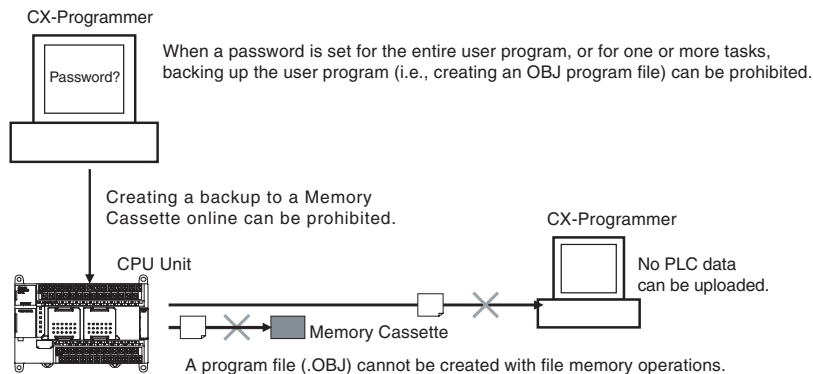 CX-Programmer
Password?
When a password is set for the entire user program, or for one or more tasks,
backing up the user program (i.e., creating an OBJ program file) can be prohibited.
Creating a backup to a Memory
Cassette online can be prohibited.
CX-Programmer
CPU Unit
No PLC data
can be uploaded.
Memory Cassette
A program file (.OBJ) cannot be created with file memory operations.